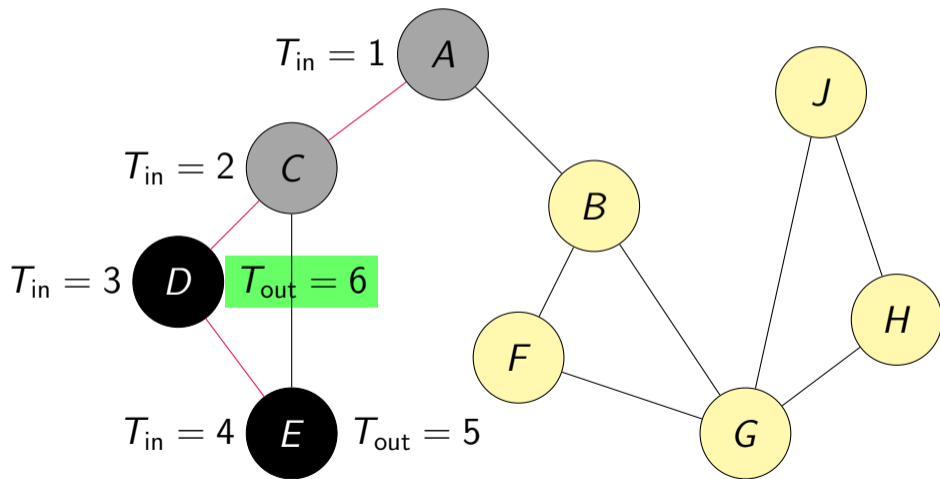 T_in = 1 A
J
T_in = 2 C
B
T_in = 3 D T_out = 6
H
F
T_in = 4 E T_out = 5
G